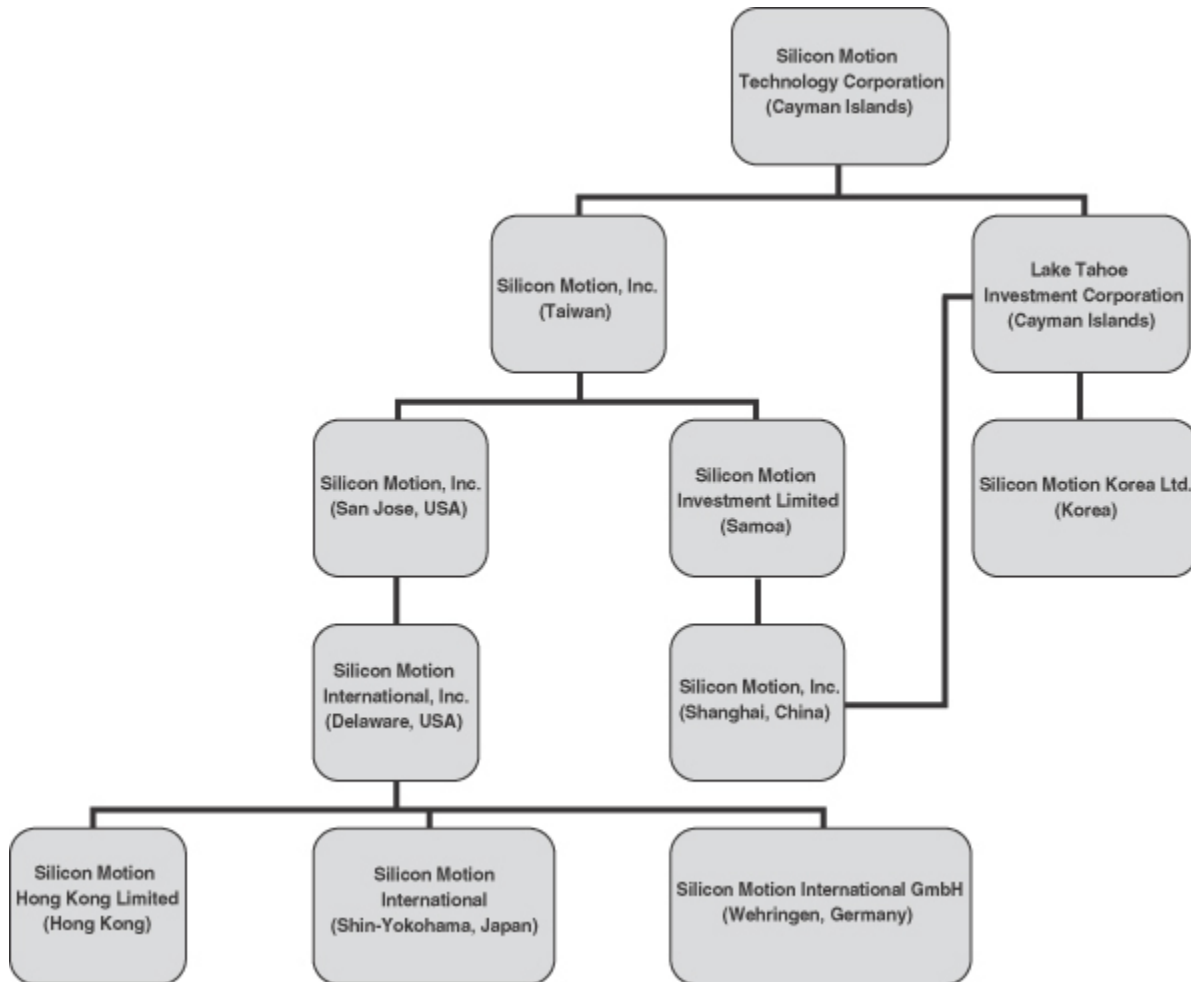 Silicon Motion
Technology Corporation
(Cayman Islands)
Silicon Motion, Inc.
(Taiwan)
Lake Tahoe
Investment Corporation
(Cayman Islands)
Silicon Motion, Inc.
(San Jose, USA)
Silicon Motion
Investment Limited
(Samoa)
Silicon Motion Korea Ltd.
(Korea)
Silicon Motion
International, Inc.
(Delaware, USA)
Silicon Motion, Inc.
(Shanghai, China)
Silicon Motion
Hong Kong Limited
(Hong Kong)
Silicon Motion
International
(Shin-Yokohama, Japan)
Silicon Motion International GmbH
(Wehringen, Germany)